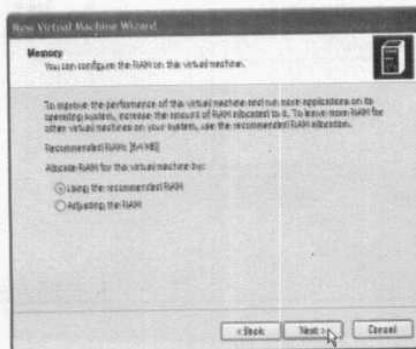 New Virtual Machine Wizard
Memory
You can configure the RAM on this virtual machine.
To improve the performance of this virtual machine and run more applications on its
operating system, increase the amount of RAM allocated to it. To leave more RAM for
other virtual machines on your system, use the recommended RAM allocation.
Recommended RAM: [64 MB]
Allocate RAM for this virtual machine by:
Using the recommended RAM
Adjusting the RAM
< Back
Next >
Cancel